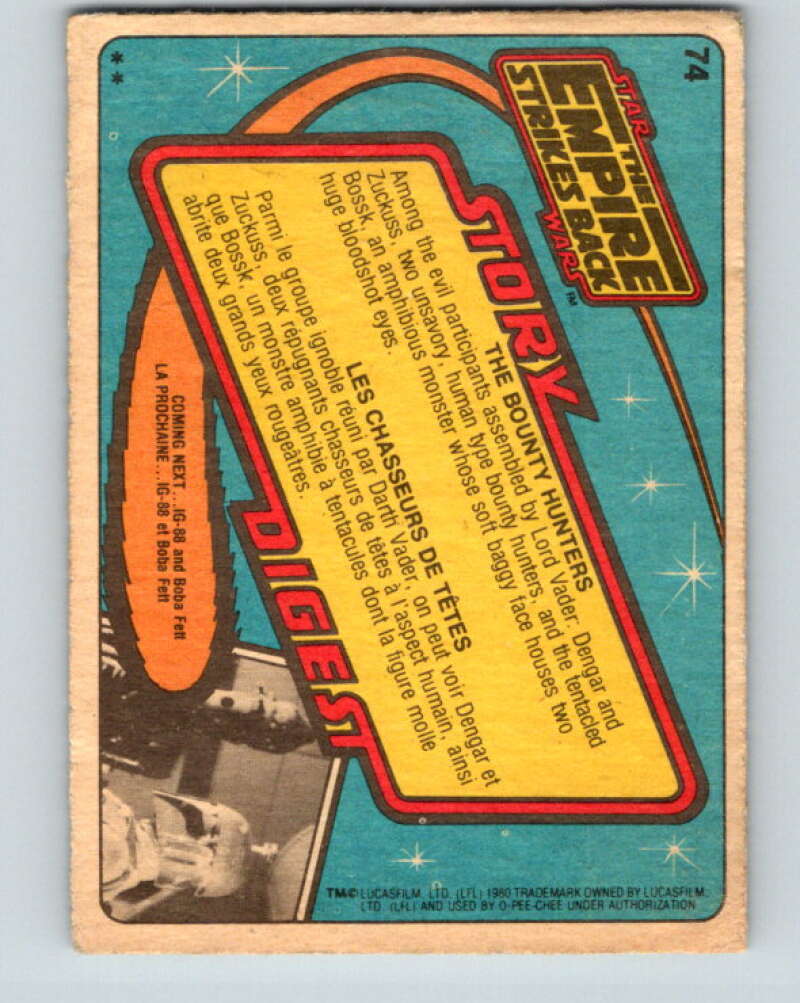 74
STAR
THE
EMPIRE
STRIKES BACK
WARS™
STORY
THE BOUNTY HUNTERS
Among the evil participants assembled by Lord Vader: Dengar and
Zuckuss, two unsavory, human type bounty hunters, and the tentacled
Bossk, an amphibious monster whose soft baggy face houses two
huge bloodshot eyes.
LES CHASSEURS DE TÊTES
Parmi le groupe ignoble réuni par Darth Vader, on peut voir Dengar et
Zuckuss, deux répugnants chasseurs de têtes à l'aspect humain, ainsi
que Bossk, un monstre amphibie à tentacules dont la figure molle
abrite deux grands yeux rougeâtres.
DIGEST
COMING NEXT...IG-88 and Boba Fett
LA PROCHAINE...IG-88 et Boba Fett
**
TM© LUCASFILM, LTD. (LFL) 1980 TRADEMARK OWNED BY LUCASFILM,
LTD. (LFL) AND USED BY O-PEE-CHEE UNDER AUTHORIZATION